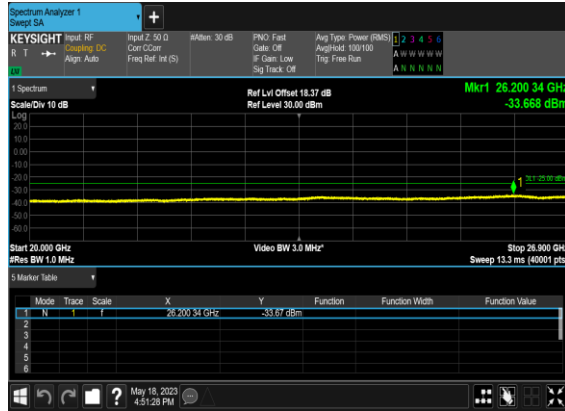 Spectrum Analyzer 1
Swept SA
KEYSIGHT Input: RF Input Z: 50 Ω #Atten: 30 dB PNO: Fast Avg Type: Power (RMS) 1 2 3 4 5 6
R T Coupling: DC Corr CCorr Gate: Off Avg|Hold: 100/100 A W W W W W
Align: Auto Freq Ref: Int (S) IF Gain: Low Trig: Free Run
Sig Track: Off A N N N N N
1 Spectrum Ref Lvl Offset 18.37 dB Mkr1 26.200 34 GHz
Scale/Div 10 dB Ref Level 30.00 dBm -33.668 dBm
Log
20.0
10.0
0.00
-10.0
-20.0
-30.0 1 DL1 -25.00 dBm
-40.0
-50.0
-60.0
Start 20.000 GHz Video BW 3.0 MHz* Stop 26.900 GHz
#Res BW 1.0 MHz Sweep 13.3 ms (40001 pts)
5 Marker Table
Mode Trace Scale X Y Function Function Width Function Value
1 N 1 f 26.200 34 GHz -33.67 dBm
2
3
4
5
6
May 18, 2023
4:51:28 PM